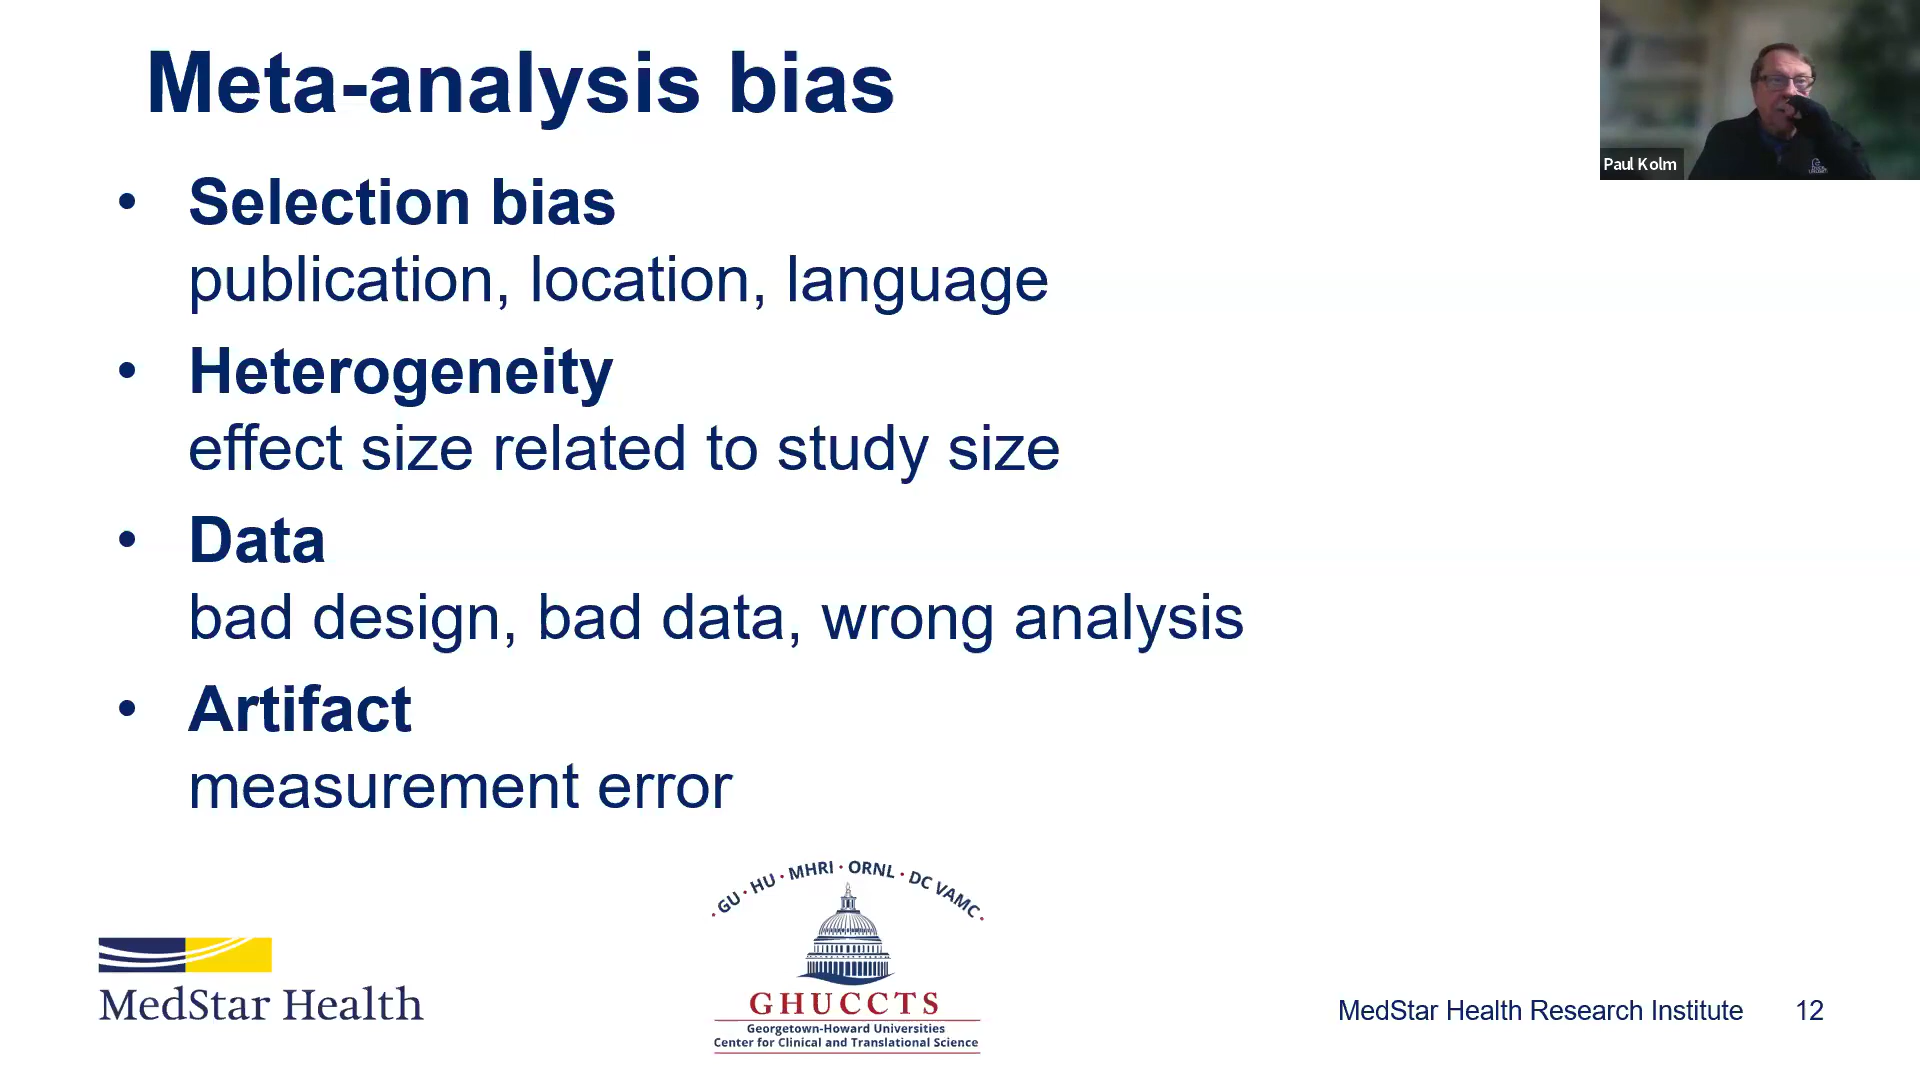 Meta-analysis bias
Paul Kolm
• Selection bias
publication, location, language
• Heterogeneity
effect size related to study size
• Data
bad design, bad data, wrong analysis
• Artifact
measurement error
· GU · HU · MHRI · ORNL · DC VAMC ·
GHUCCTS
Georgetown-Howard Universities
Center for Clinical and Translational Science
MedStar Health
MedStar Health Research Institute 12